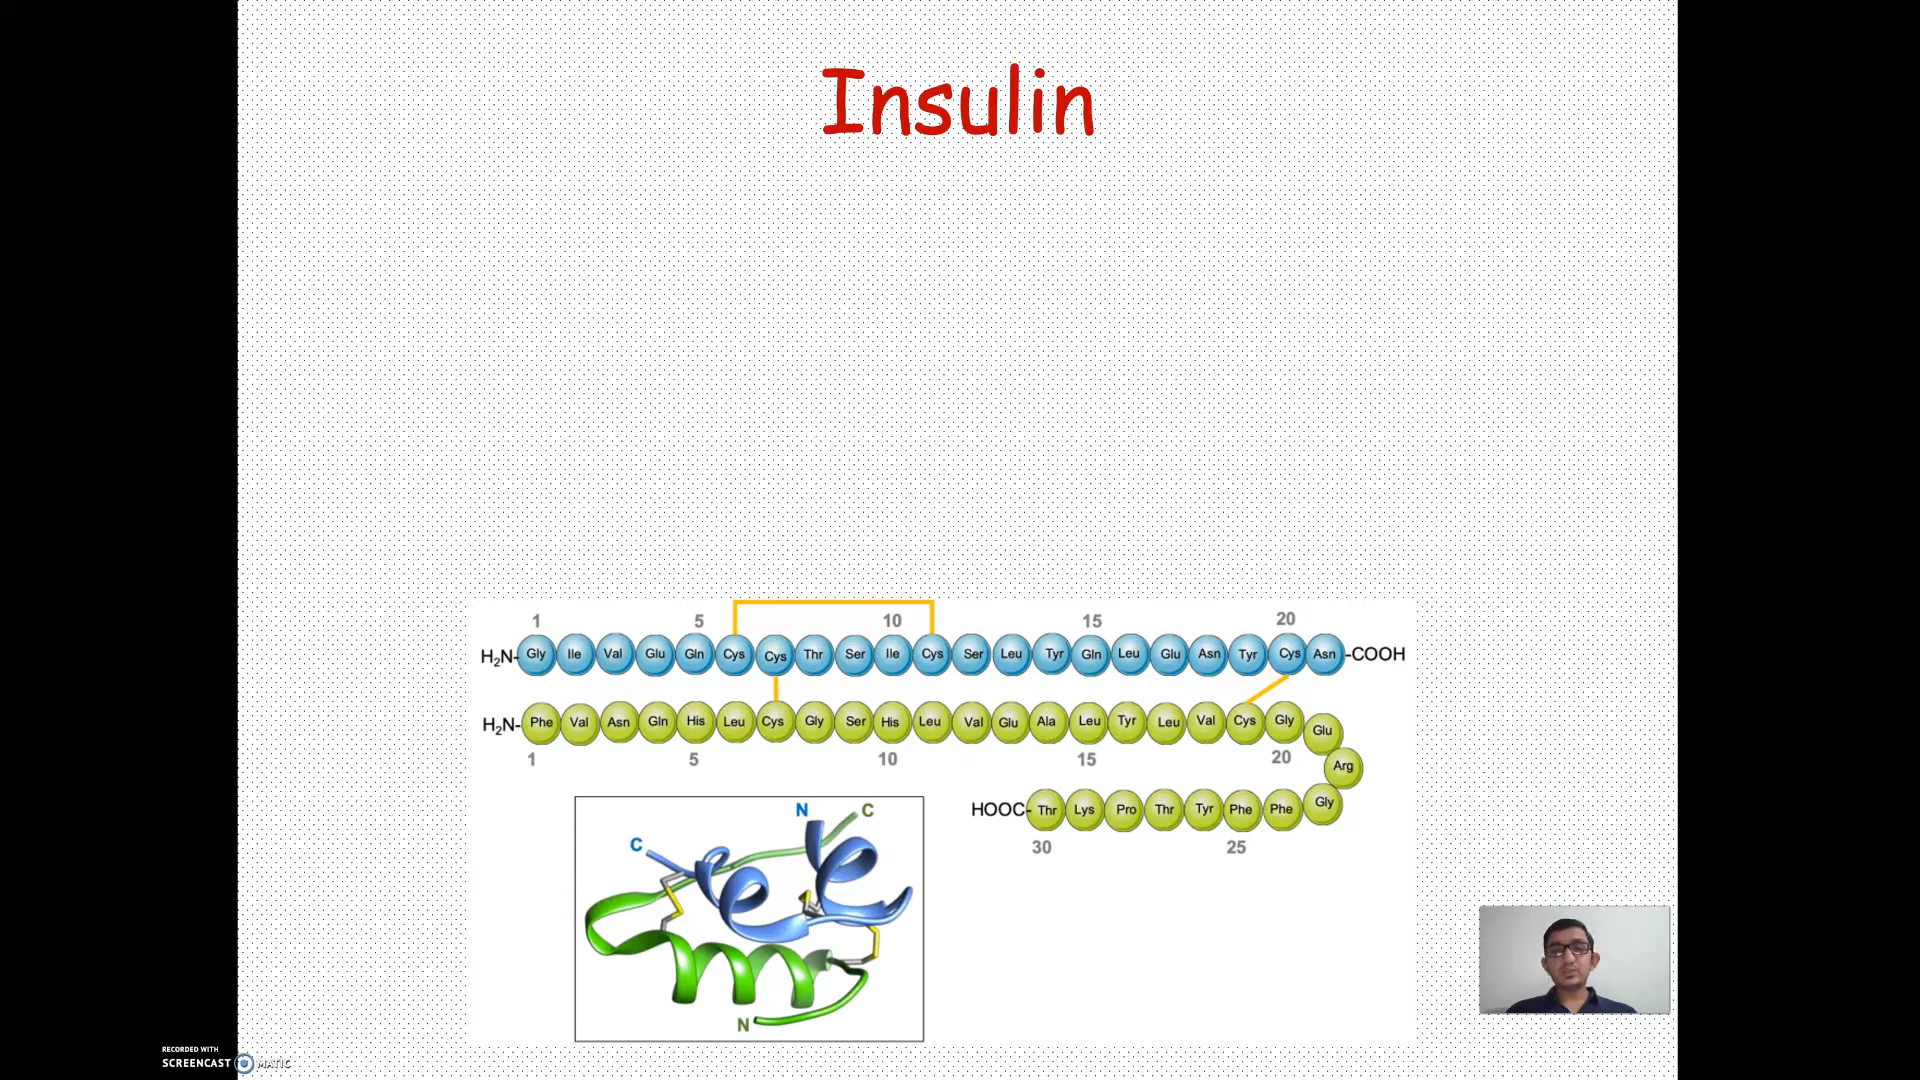 Insulin
1 5 10 15 20
H2N- Gly Ile Val Glu Gln Cys Cys Thr Ser Ile Cys Ser Leu Tyr Gln Leu Glu Asn Tyr Cys Asn -COOH
H2N- Phe Val Asn Gln His Leu Cys Gly Ser His Leu Val Glu Ala Leu Tyr Leu Val Cys Gly Glu
1 5 10 15 20
Arg
HOOC- Thr Lys Pro Thr Tyr Phe Phe Gly
30 25
N C
C
N
RECORDED WITH
SCREENCAST MATIC